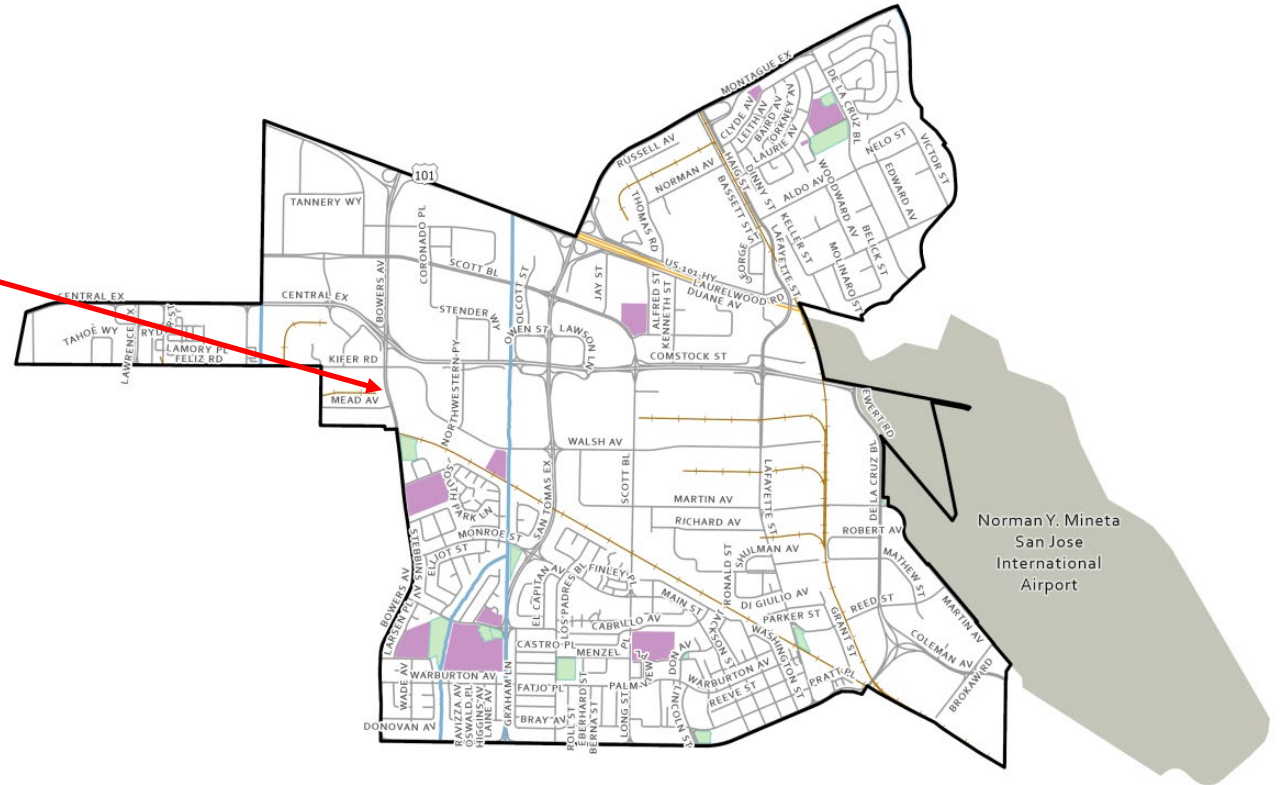 MONTAGUE EX
CLYDE AV
LEITH AV
BAIRD AV
ORKNEY AV
LAURIE AV
DE LA CRUZ BL
NELO ST
VICTOR ST
EDWARD AV
RUSSELL AV
NORMAN AV
HAIG ST
DINNY ST
BASSETT ST
THOMAS RD
ALDO AV
WOODWARD AV
BELICK ST
KELLER ST
MOLINARO ST
LAFAYETTE ST
GEORGE S
101
TANNERY WY
CORONADO PL
BOWERS AV
SCOTT BL
OLCOTT ST
JAY ST
US 101 HY
LAURELWOOD RD
DUANE AV
ALFRED ST
KENNETH ST
CENTRAL EX
CENTRAL EX
TAHOE WY
LAWRENCE EX
LAMORY PL
FELIZ RD
STENDER WY
OWEN ST
LAWSON LN
KIFER RD
COMSTOCK ST
MEAD AV
NORTHWESTERN PY
WALSH AV
EWERT RD
SAN TOMAS EX
SCOTT BL
LAFAYETTE ST
DE LA CRUZ BL
SOUTH PARK LN
MARTIN AV
RICHARD AV
ROBERT AV
Norman Y. Mineta
San Jose
International
Airport
MONROE ST
ELLIOT ST
STEBBINS AV
BOWERS AV
LARSEN PL
EL CAPITAN AV
LOS PADRES BL
FINLEY PL
MAIN ST
RONALD ST
SHULMAN AV
MATHEW ST
DI GIULIO AV
REED ST
MARTIN AV
PARKER ST
GRANT ST
COLEMAN AV
BROKAW RD
CABRILLO AV
CASTRO PL
MENZEL PL
JACKSON ST
WASHINGTON ST
DON AV
WARBURTON AV
WARBURTON AV
PRATT PL
REEVE ST
WADE AV
FATJO PL
PALM
LINCOLN ST
DONOVAN AV
RAVIZZA AV
OSWALD PL
HIGGINS AV
LAINE AV
GRAHAM LN
BRAY AV
ROLL ST
EBERHARD ST
BERNA ST
LONG ST